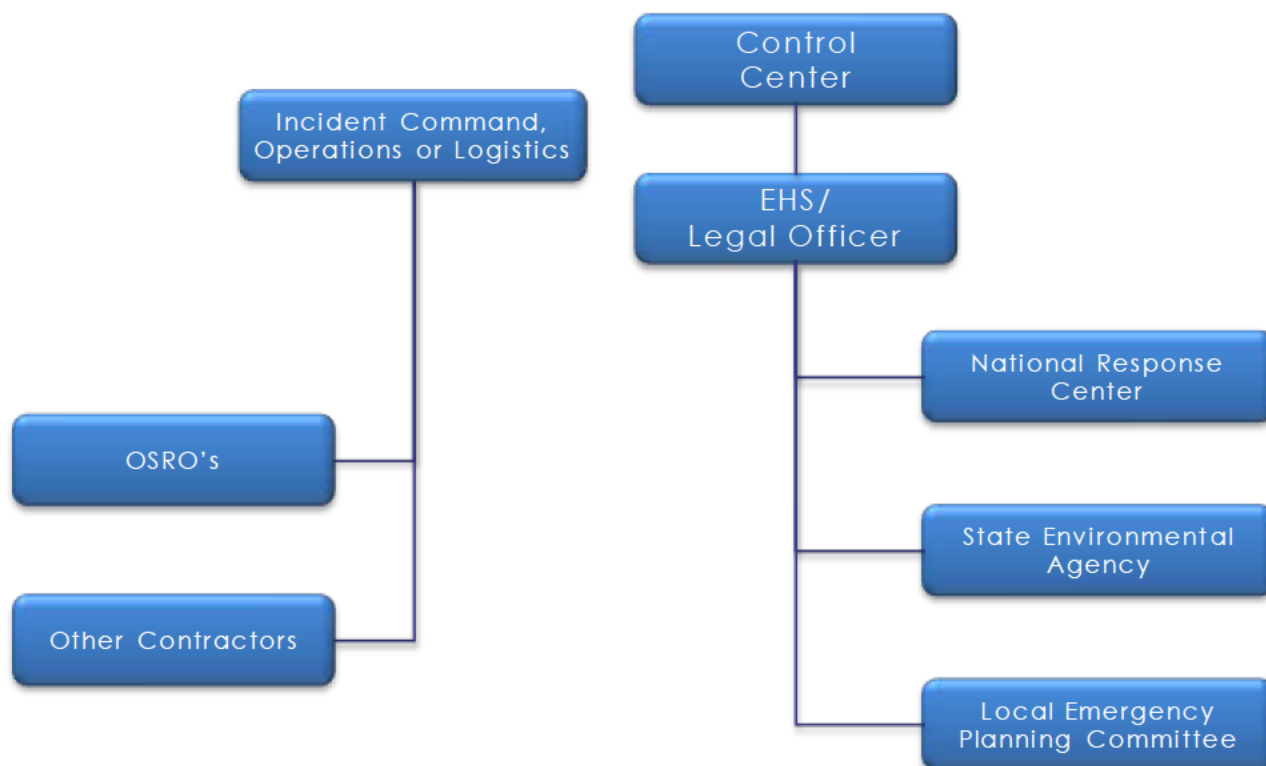 Control
Center
Incident Command,
Operations or Logistics
EHS/
Legal Officer
National Response
Center
OSRO's
State Environmental
Agency
Other Contractors
Local Emergency
Planning Committee